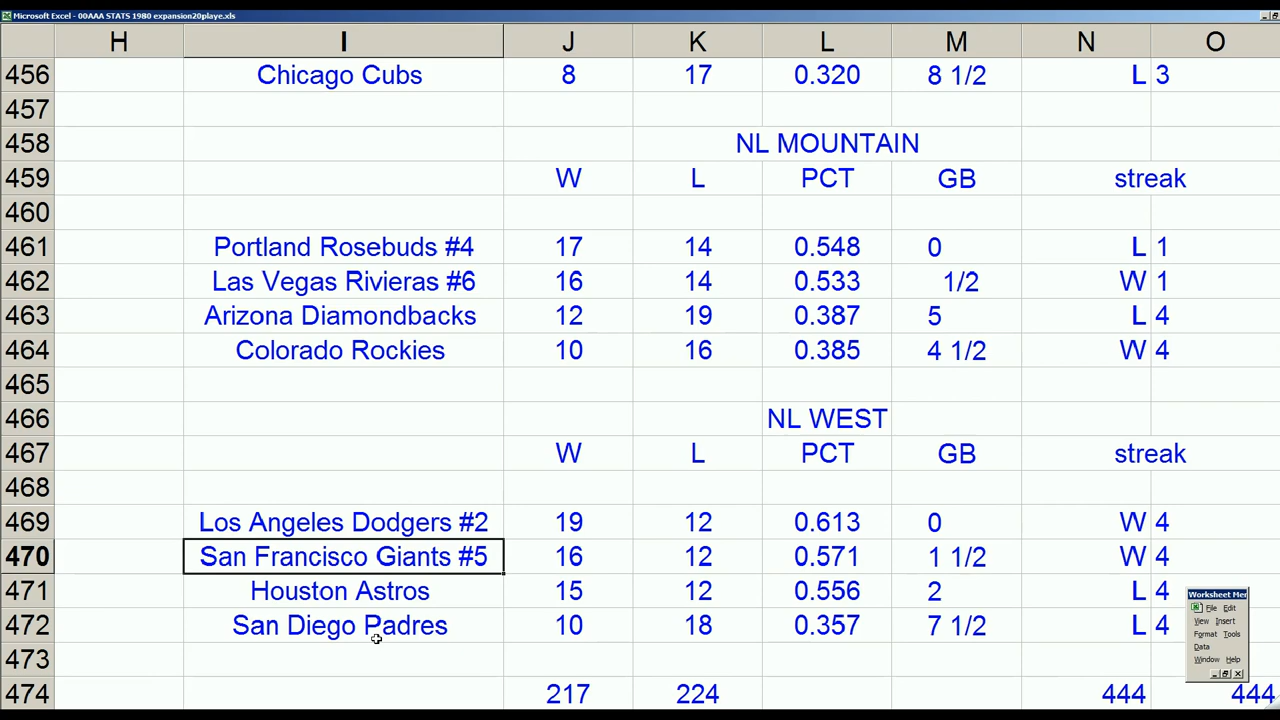 Microsoft Excel - 00AAA STATS 1980 expansion20playe.xls
H I J K L M N O
456 Chicago Cubs 8 17 0.320 8 1/2 L 3
457
458 NL MOUNTAIN
459 W L PCT GB streak
460
461 Portland Rosebuds #4 17 14 0.548 0 L 1
462 Las Vegas Rivieras #6 16 14 0.533 1/2 W 1
463 Arizona Diamondbacks 12 19 0.387 5 L 4
464 Colorado Rockies 10 16 0.385 4 1/2 W 4
465
466 NL WEST
467 W L PCT GB streak
468
469 Los Angeles Dodgers #2 19 12 0.613 0 W 4
470 San Francisco Giants #5 16 12 0.571 1 1/2 W 4
471 Houston Astros 15 12 0.556 2 L 4
472 San Diego Padres 10 18 0.357 7 1/2 L 4
473
474 217 224 444 444
Worksheet Mer
File Edit
View Insert
Format Tools
Data
Window Help